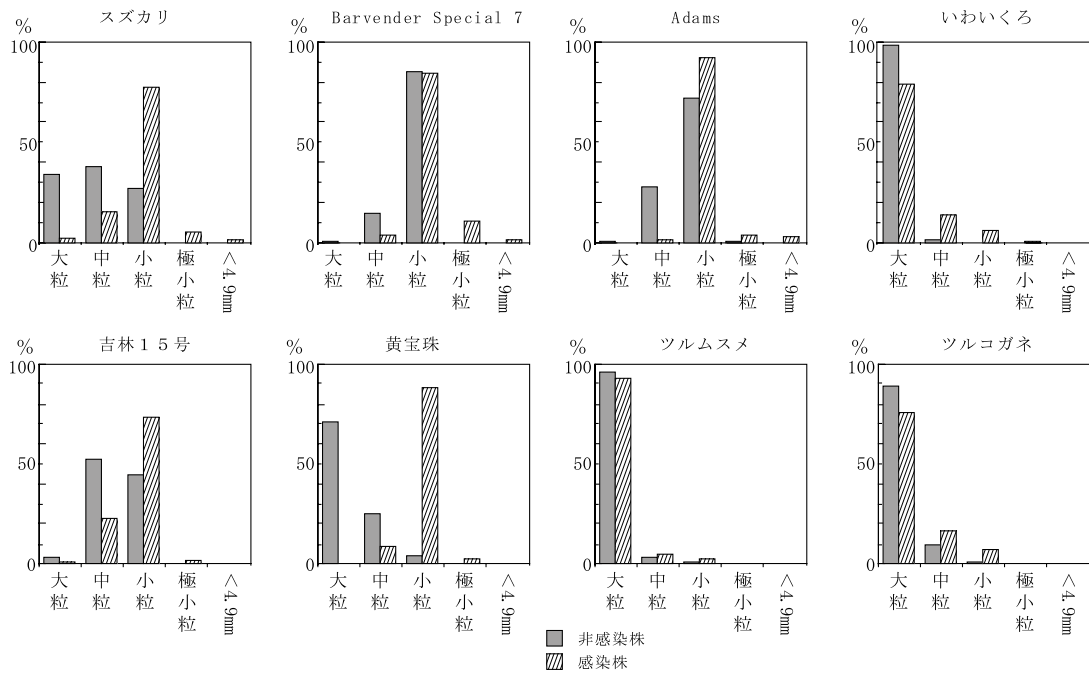 スズカリ
%
100
50
0
大粒
中粒
小粒
極小粒
<4.9mm
Barvender Special 7
%
100
50
0
大粒
中粒
小粒
極小粒
<4.9mm
Adams
%
100
50
0
大粒
中粒
小粒
極小粒
<4.9mm
いわいくろ
%
100
50
0
大粒
中粒
小粒
極小粒
<4.9mm
吉林15号
%
100
50
0
大粒
中粒
小粒
極小粒
<4.9mm
黄宝珠
%
100
50
0
大粒
中粒
小粒
極小粒
<4.9mm
ツルムスメ
%
100
50
0
大粒
中粒
小粒
極小粒
<4.9mm
ツルコガネ
%
100
50
0
大粒
中粒
小粒
極小粒
<4.9mm
非感染株
感染株